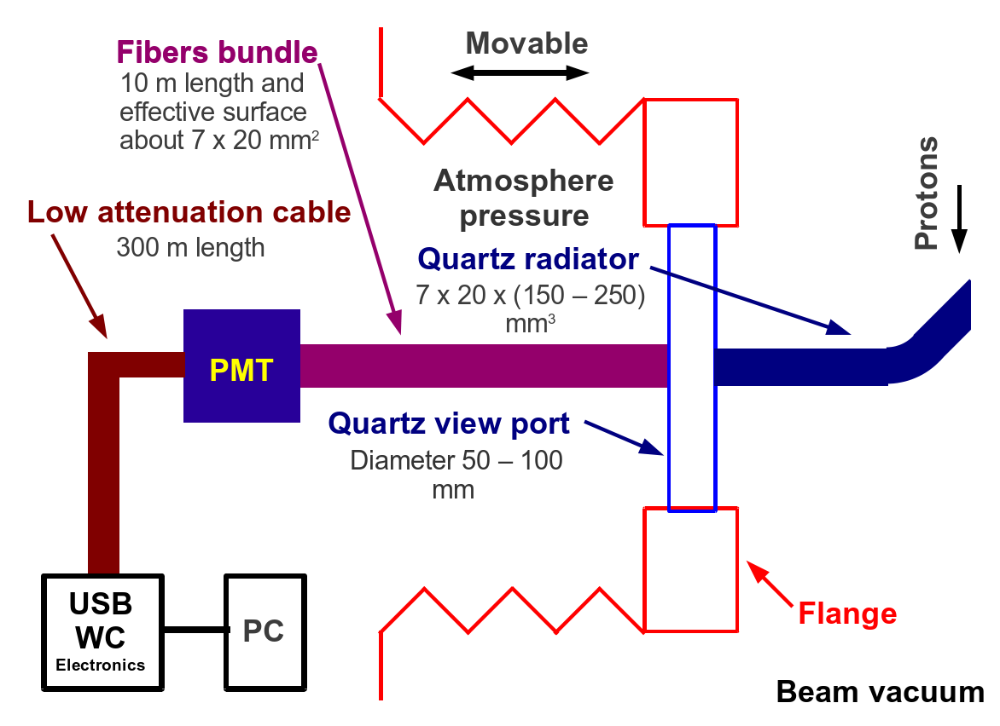 Fibers bundle
10 m length and
effective surface
about 7 x 20 mm²
Movable
Atmosphere
pressure
Protons
Low attenuation cable
300 m length
Quartz radiator
7 x 20 x (150 – 250)
mm³
PMT
Quartz view port
Diameter 50 – 100
mm
USB
WC
Electronics
PC
Flange
Beam vacuum